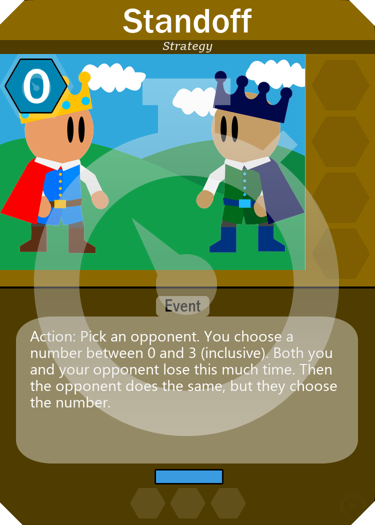 Standoff
Strategy
0
Event
Action: Pick an opponent. You choose a
number between 0 and 3 (inclusive). Both you
and your opponent lose this much time. Then
the opponent does the same, but they choose
the number.